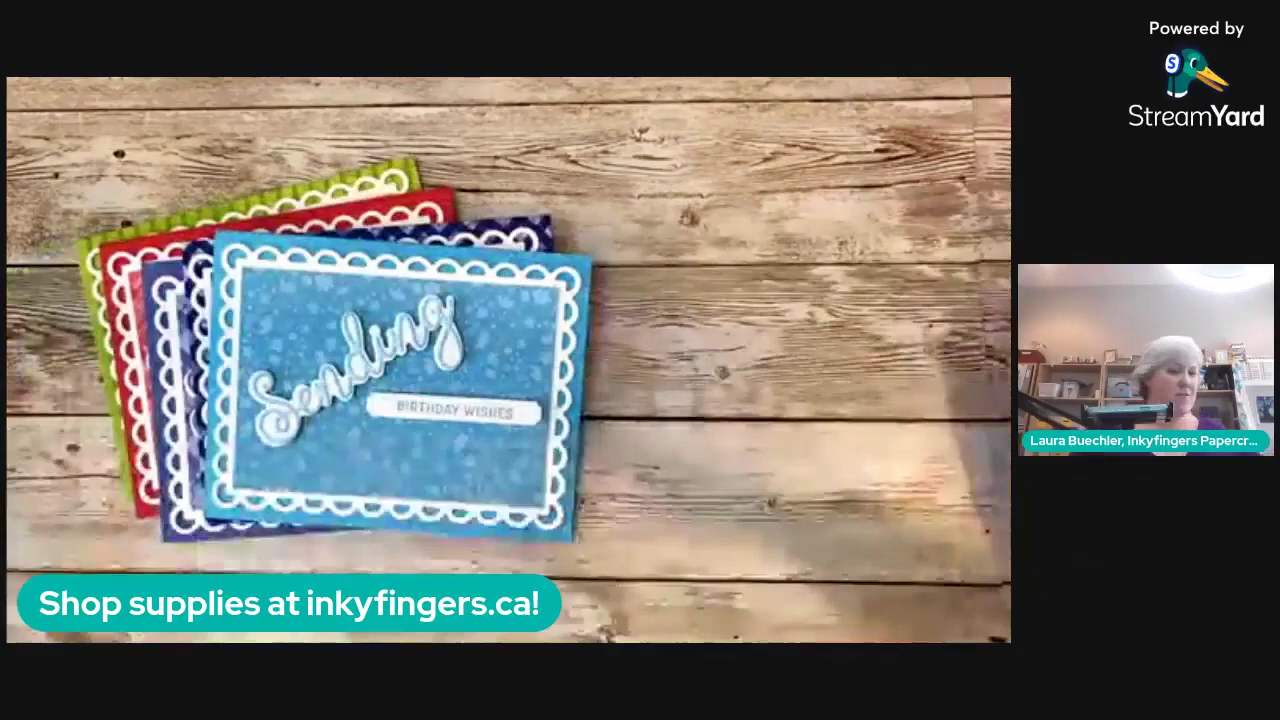 Powered by
S
StreamYard
Sending
BIRTHDAY WISHES
Laura Buechler, Inkyfingers Papercr...
Shop supplies at inkyfingers.ca!